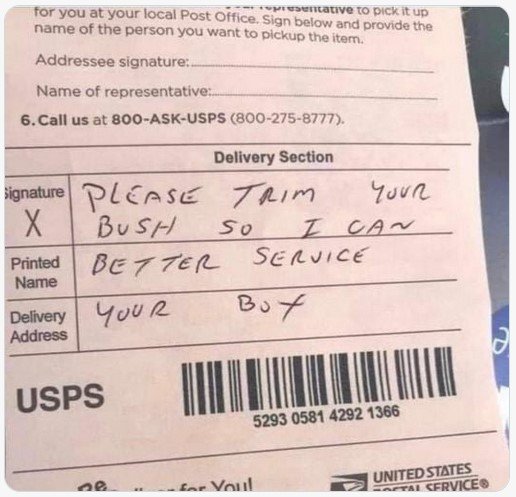 for you at your local Post Office. Sign below and provide the
name of the person you want to pickup the item.
Addressee signature:
Name of representative:
6. Call us at 800-ASK-USPS (800-275-8777).
Delivery Section
Signature X
PLEASE TRIM YOUR
BUSH SO I CAN
Printed Name
BETTER SERVICE
Delivery Address
YOUR BOX
USPS
5293 0581 4292 1366
for You!
UNITED STATES
POSTAL SERVICE®